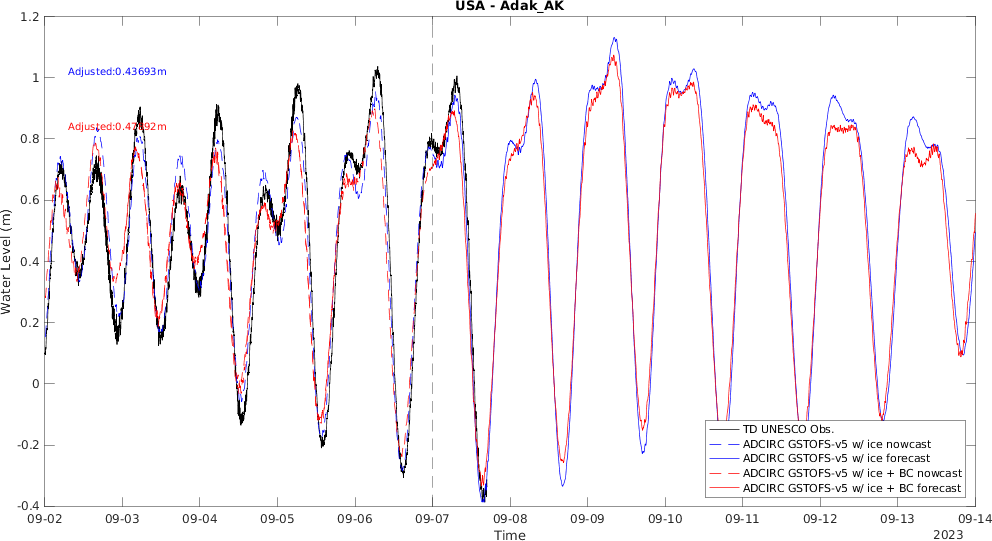 USA - Adak_AK
1.2
1
0.8
0.6
0.4
0.2
0
-0.2
-0.4
Water Level (m)
Adjusted:0.43693m
TD UNESCO Obs.
ADCIRC GSTOFS-v5 w/ ice nowcast
ADCIRC GSTOFS-v5 w/ ice forecast
ADCIRC GSTOFS-v5 w/ ice + BC nowcast
ADCIRC GSTOFS-v5 w/ ice + BC forecast
09-02 09-03 09-04 09-05 09-06 09-07 09-08 09-09 09-10 09-11 09-12 09-13 09-14
Time
2023